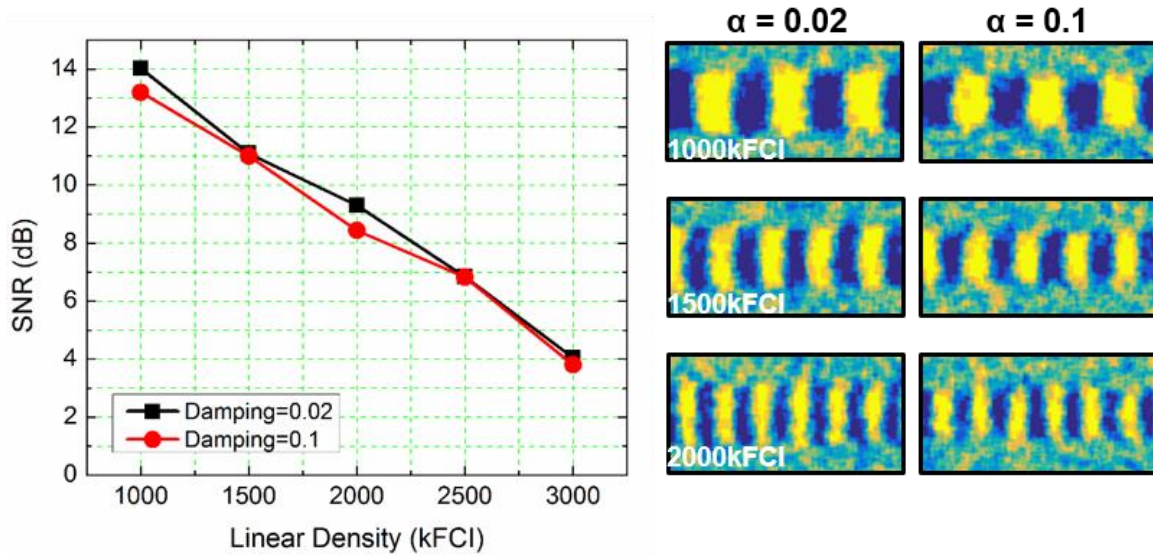 α = 0.02 α = 0.1
14
12
10
8
6
4
2
0
SNR (dB)
Damping=0.02
Damping=0.1
1000 1500 2000 2500 3000
Linear Density (kFCI)
1000kFCI
1500kFCI
2000kFCI